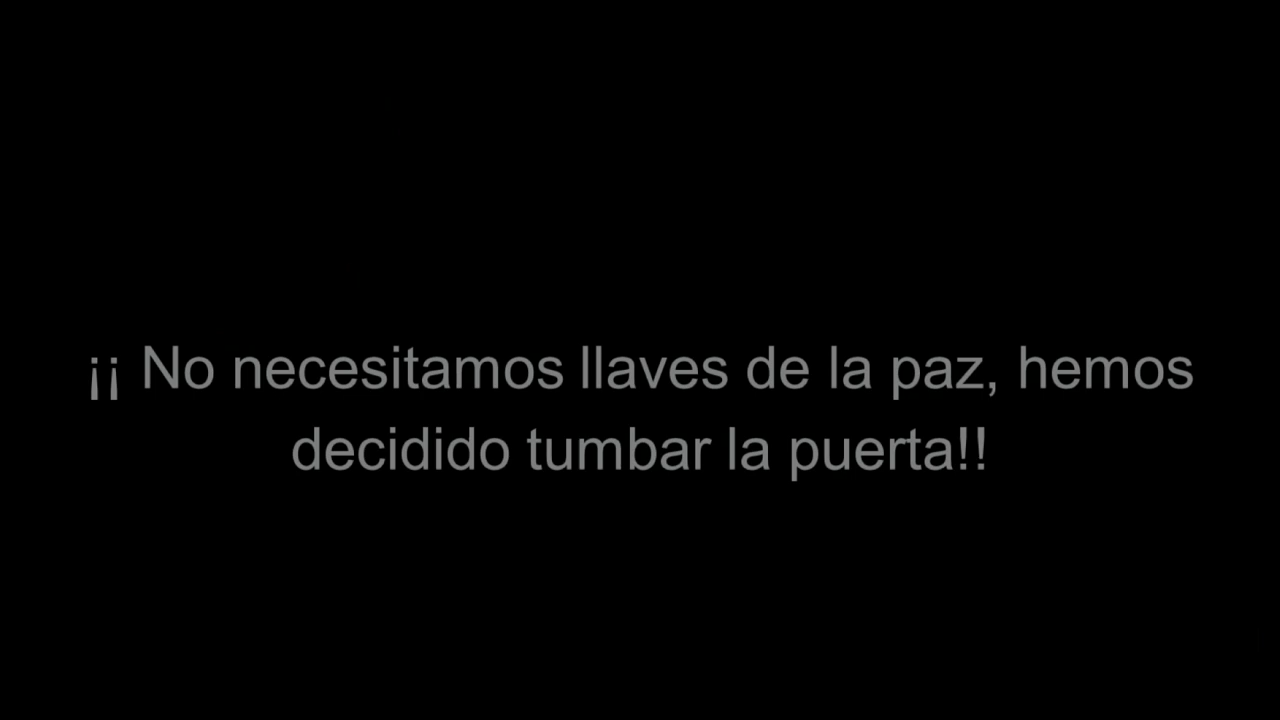 ¡¡ No necesitamos llaves de la paz, hemos
decidido tumbar la puerta!!